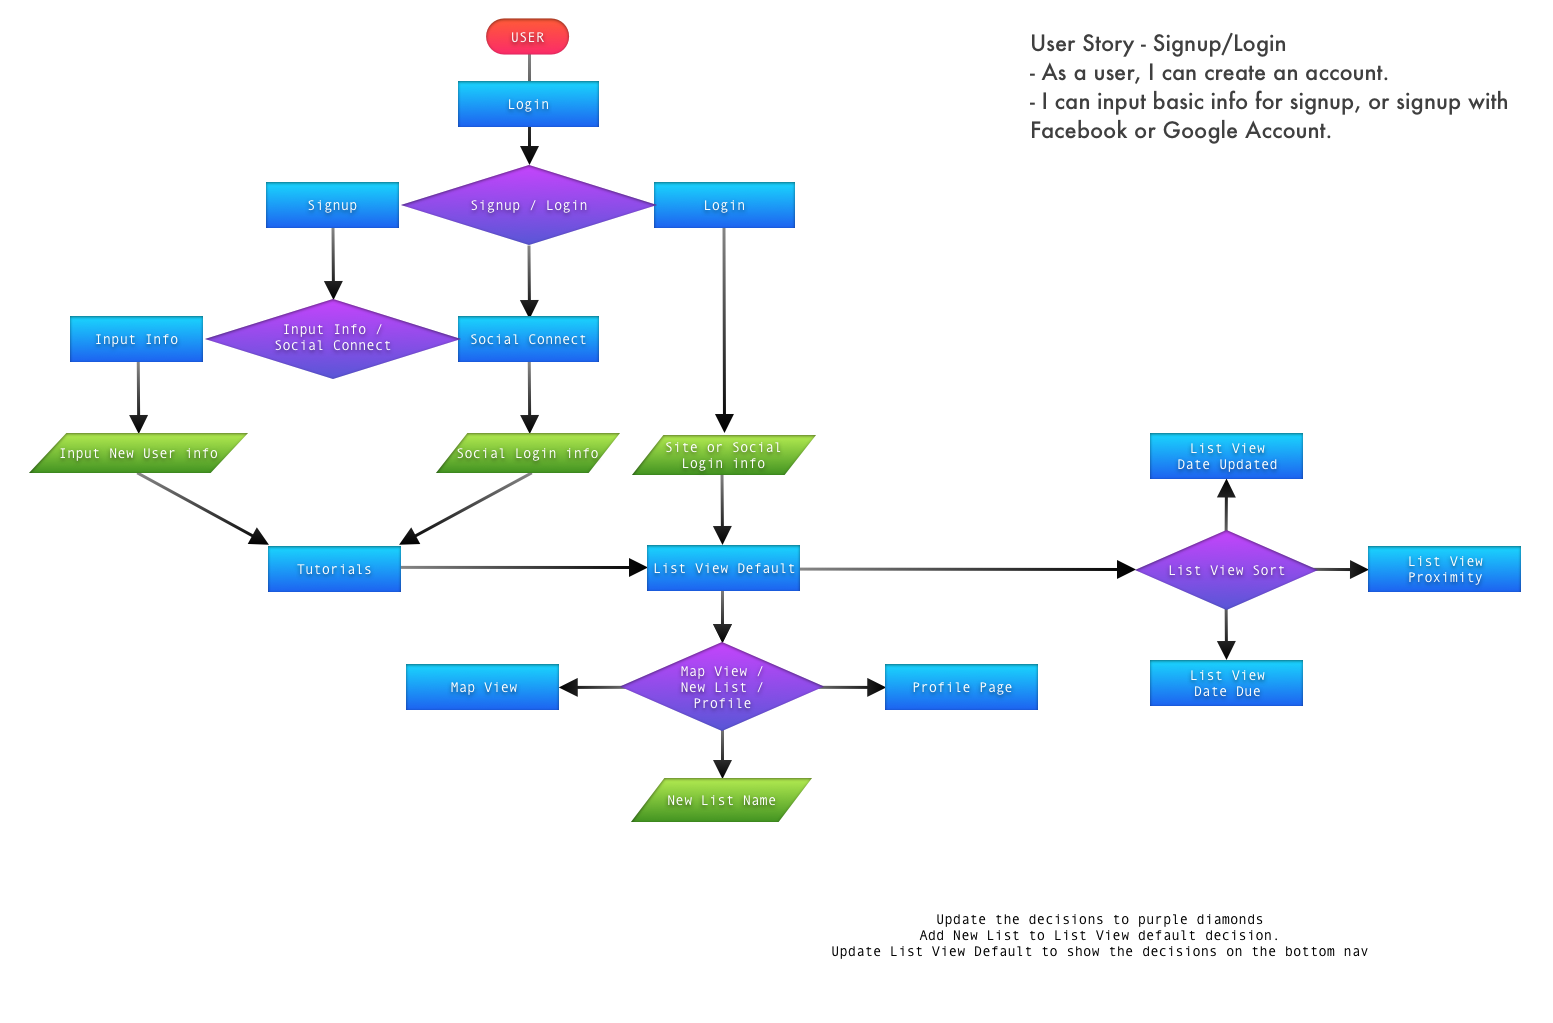 USER
User Story - Signup/Login
- As a user, I can create an account.
- I can input basic info for signup, or signup with
Facebook or Google Account.
Login
Signup
Signup / Login
Login
Input Info
Input Info /
Social Connect
Social Connect
Input New User info
Social Login info
Site or Social
Login info
List View
Date Updated
Tutorials
List View Default
List View Sort
List View
Proximity
Map View
Map View /
New List /
Profile
Profile Page
List View
Date Due
New List Name
Update the decisions to purple diamonds
Add New List to List View default decision.
Update List View Default to show the decisions on the bottom nav